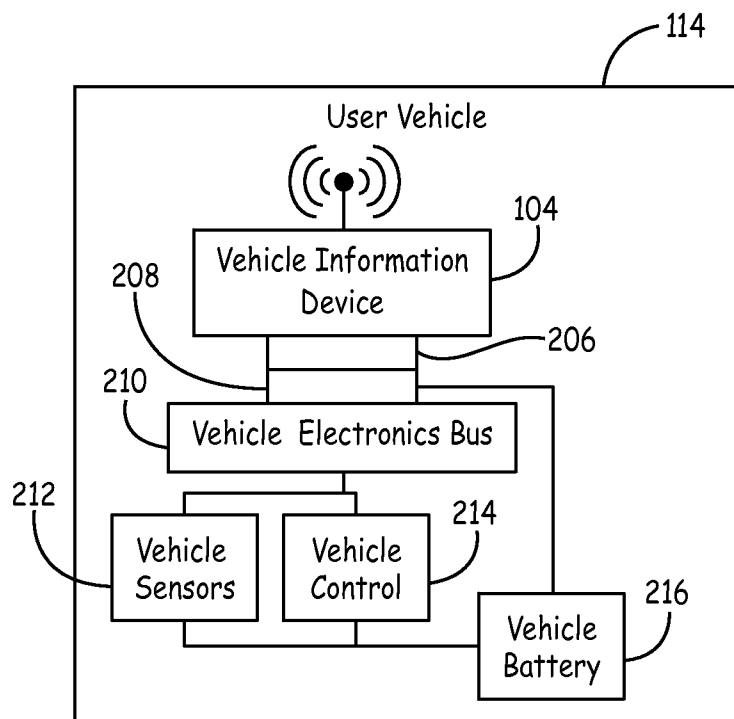 114
User Vehicle
104
Vehicle Information
Device
208
206
210
Vehicle Electronics Bus
212
214
Vehicle
Sensors
Vehicle
Control
216
Vehicle
Battery